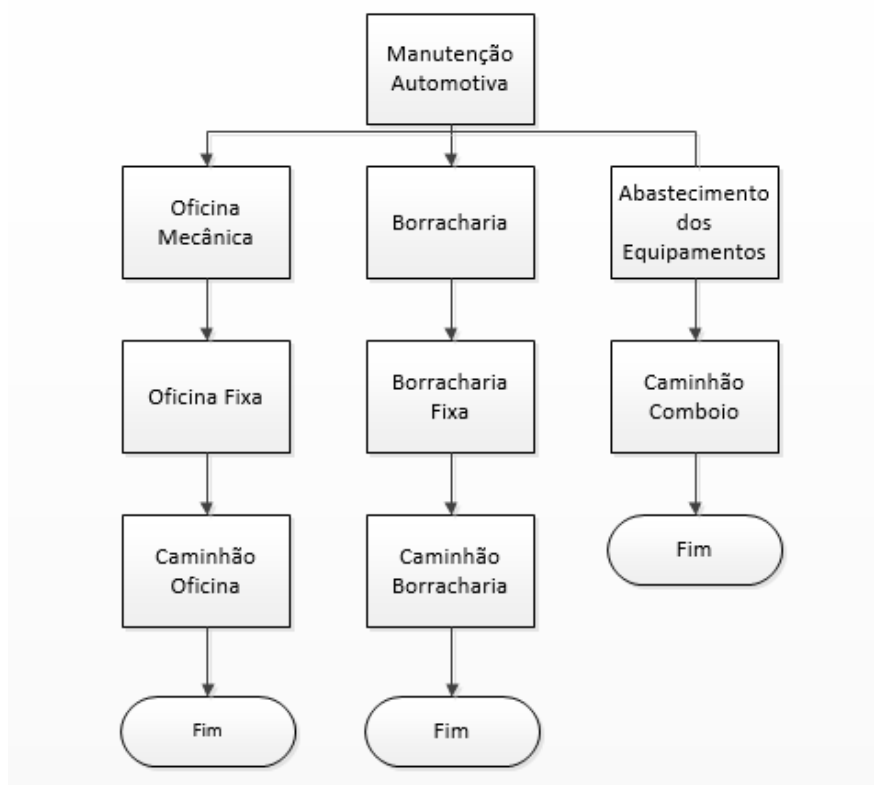 Manutenção
Automotiva
Oficina
Mecânica
Borracharia
Abastecimento
dos
Equipamentos
Oficina Fixa
Borracharia
Fixa
Caminhão
Comboio
Caminhão
Oficina
Caminhão
Borracharia
Fim
Fim
Fim